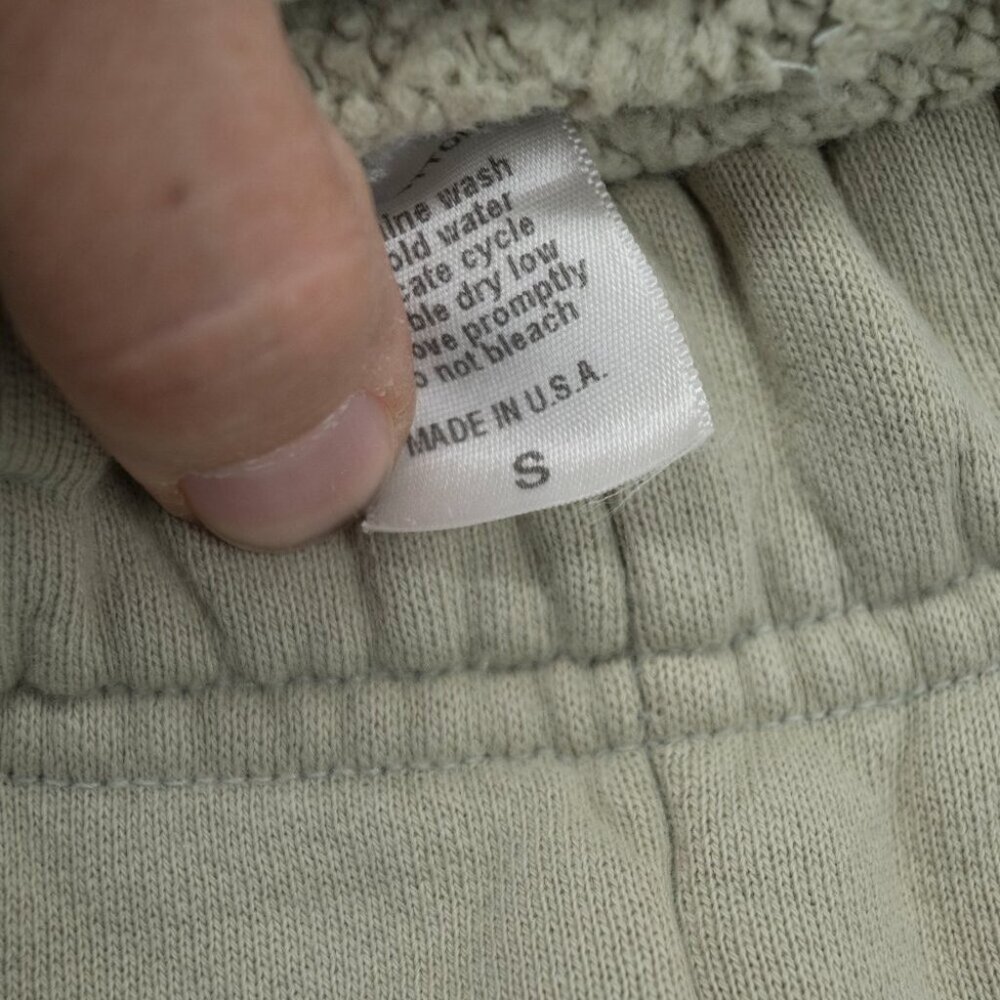 ine wash
old water
cate cycle
ble dry low
ove promptly
o not bleach
MADE IN U.S.A.
S